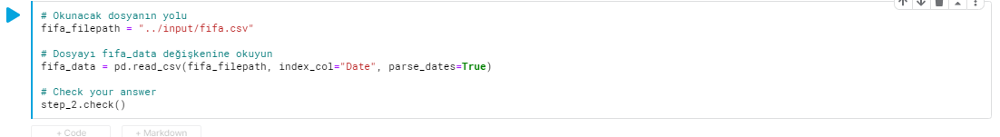 # Okunacak dosyanın yolu
fifa_filepath = "../input/fifa.csv"
# Dosyayı fıfa_data değişkenine okuyun
fifa_data = pd.read_csv(fifa_filepath, index_col="Date", parse_dates=True)
# Check your answer
step_2.check()
+ Code
+ Markdown